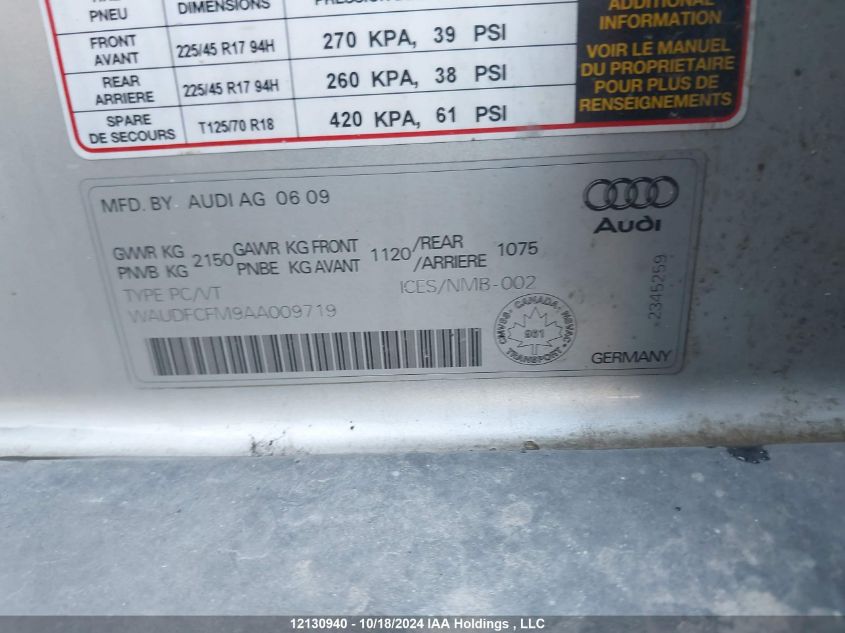 PNEU DIMENSIONS
FRONT
AVANT 225/45 R17 94H 270 KPA, 39 PSI
REAR
ARRIERE 225/45 R17 94H 260 KPA, 38 PSI
SPARE
DE SECOURS T125/70 R18 420 KPA, 61 PSI
ADDITIONAL
INFORMATION
VOIR LE MANUEL
DU PROPRIETAIRE
POUR PLUS DE
RENSEIGNEMENTS
MFD. BY AUDI AG 06 09
Audi
GVWR KG 2150 GAWR KG FRONT 1120 /REAR 1075
PNVB KG PNBE KG AVANT /ARRIERE
TYPE PC/VT ICES/NMB-002
WAUDFCFM9AA009719
CMVSS. CANADA. NSVAC
961
TRANSPORT
2345259
GERMANY
12130940 - 10/18/2024 IAA Holdings , LLC